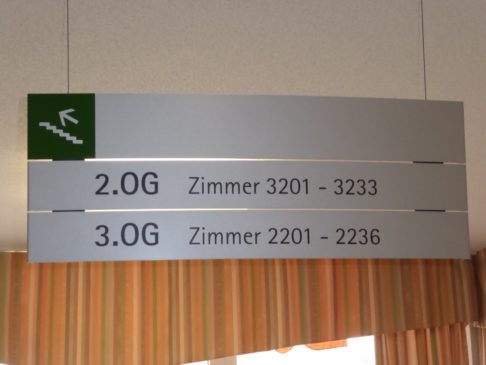 2.OG Zimmer 3201 - 3233
3.OG Zimmer 2201 - 2236